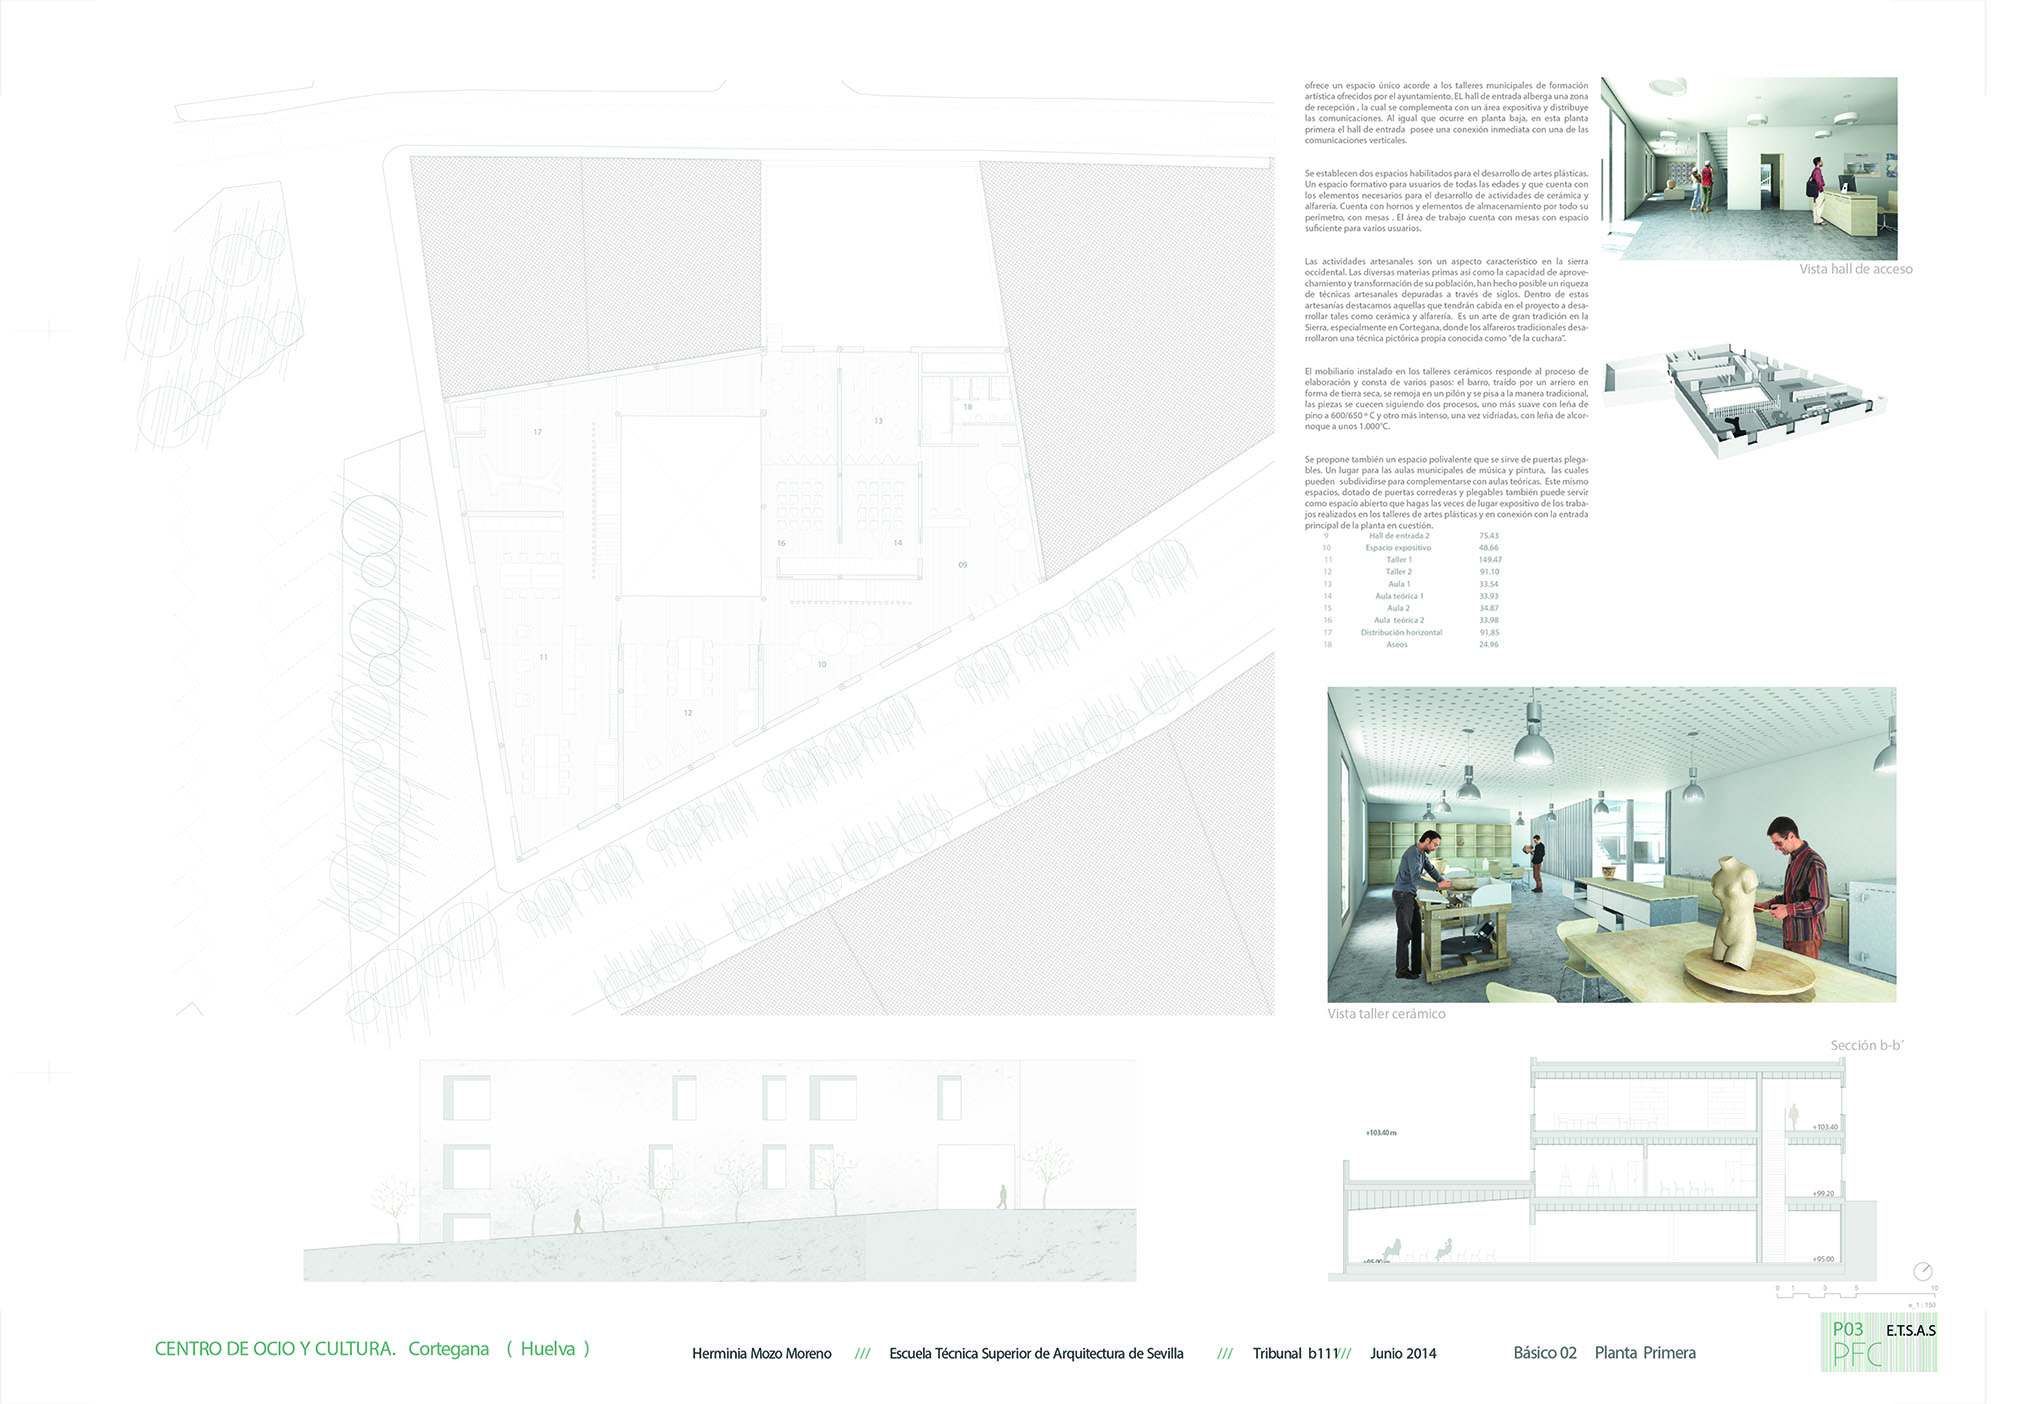 ofrece un espacio único acorde a los talleres municipales de formación
artística ofrecidos por el ayuntamiento. EL hall de entrada alberga una zona
de recepción , la cual se complementa con un área expositiva y distribuye
las comunicaciones. Al igual que ocurre en planta baja, en esta planta
primera el hall de entrada posee una conexión inmediata con una de las
comunicaciones verticales.
Se establecen dos espacios habilitados para el desarrollo de artes plásticas.
Un espacio formativo para usuarios de todas las edades y que cuenta con
los elementos necesarios para el desarrollo de actividades de cerámica y
alfarería. Cuenta con hornos y elementos de almacenamiento por todo su
perímetro, con mesas . El área de trabajo cuenta con mesas con espacio
suficiente para varios usuarios.
Las actividades artesanales son un aspecto característico en la sierra
occidental. Las diversas materias primas así como la capacidad de aprove-
chamiento y transformación de su población, han hecho posible un riqueza
de técnicas artesanales depuradas a través de siglos. Dentro de estas
artesanías destacamos aquellas que tendrán cabida en el proyecto a desa-
rrollar tales como cerámica y alfarería. Es un arte de gran tradición en la
Sierra, especialmente en Cortegana, donde los alfareros tradicionales desa-
rrollaron una técnica pictórica propia conocida como "de la cuchara".
El mobiliario instalado en los talleres cerámicos responde al proceso de
elaboración y consta de varios pasos: el barro, traído por un arriero en
forma de tierra seca, se remoja en un pilón y se pisa a la manera tradicional,
las piezas se cuecen siguiendo dos procesos, uno más suave con leña de
pino a 600/650 º C y otro más intenso, una vez vidriadas, con leña de alcor-
noque a unos 1.000°C.
Se propone también un espacio polivalente que se sirve de puertas plega-
bles. Un lugar para las aulas municipales de música y pintura, las cuales
pueden subdividirse para complementarse con aulas teóricas. Este mismo
espacios, dotado de puertas correderas y plegables también puede servir
como espacio abierto que hagas las veces de lugar expositivo de los traba-
jos realizados en los talleres de artes plásticas y en conexión con la entrada
principal de la planta en cuestión.
9 Hall de entrada 2 75.43
10 Espacio expositivo 48.66
11 Taller 1 149.47
12 Taller 2 91.10
13 Aula 1 33.54
14 Aula teórica 1 33.93
15 Aula 2 34.87
16 Aula teórica 2 33.98
17 Distribución horizontal 91,85
18 Aseos 24.96
Vista hall de acceso
Vista taller cerámico
Sección b-b´
17
13
18
16
14
09
11
10
12
+103.40 m
+103.40
+99.20
+95.00 m
+95.00
0 1 3 5 10
e_1 : 150
CENTRO DE OCIO Y CULTURA. Cortegana ( Huelva )
Herminia Mozo Moreno /// Escuela Técnica Superior de Arquitectura de Sevilla /// Tribunal b111 /// Junio 2014
Básico 02 Planta Primera
P03 E.T.S.A.S
PFC